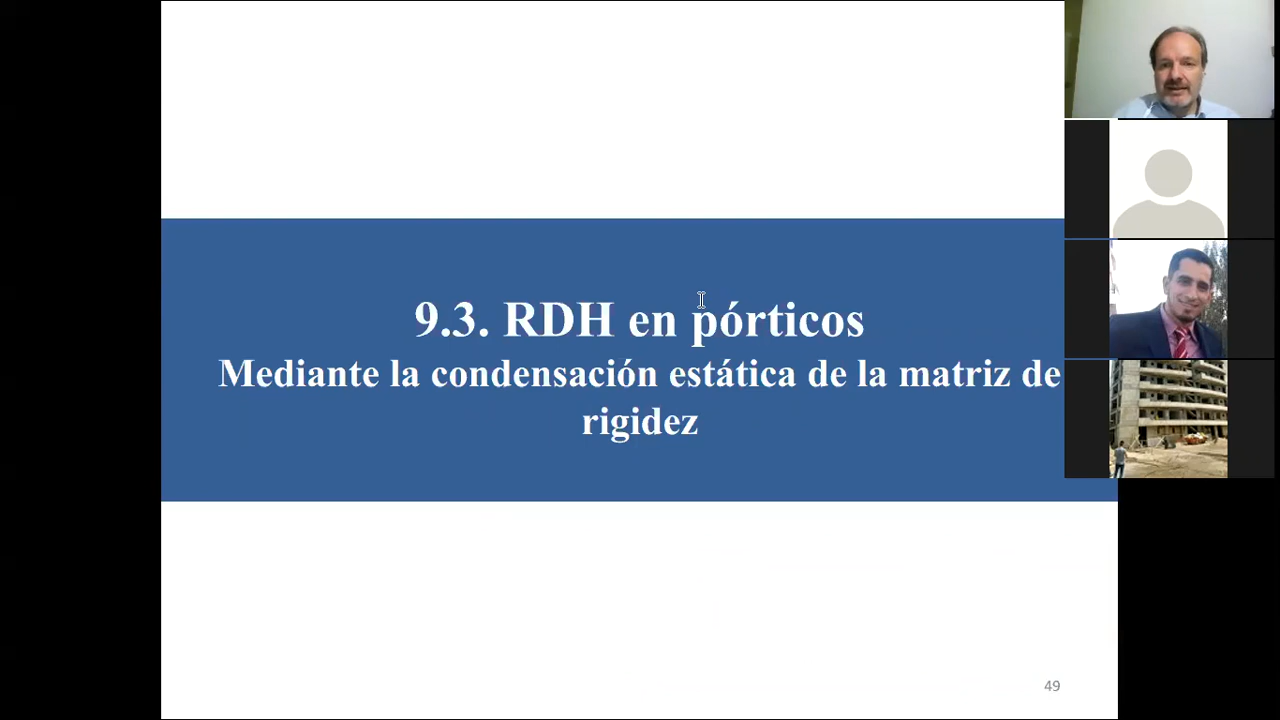 9.3. RDH en pórticos
Mediante la condensación estática de la matriz de
rigidez
49